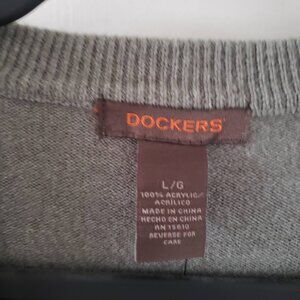 DOCKERS
L/G
100% ACRYLIC/
ACRILICO
MADE IN CHINA
HECHO EN CHINA
RN 15610
REVERSE FOR
CARE